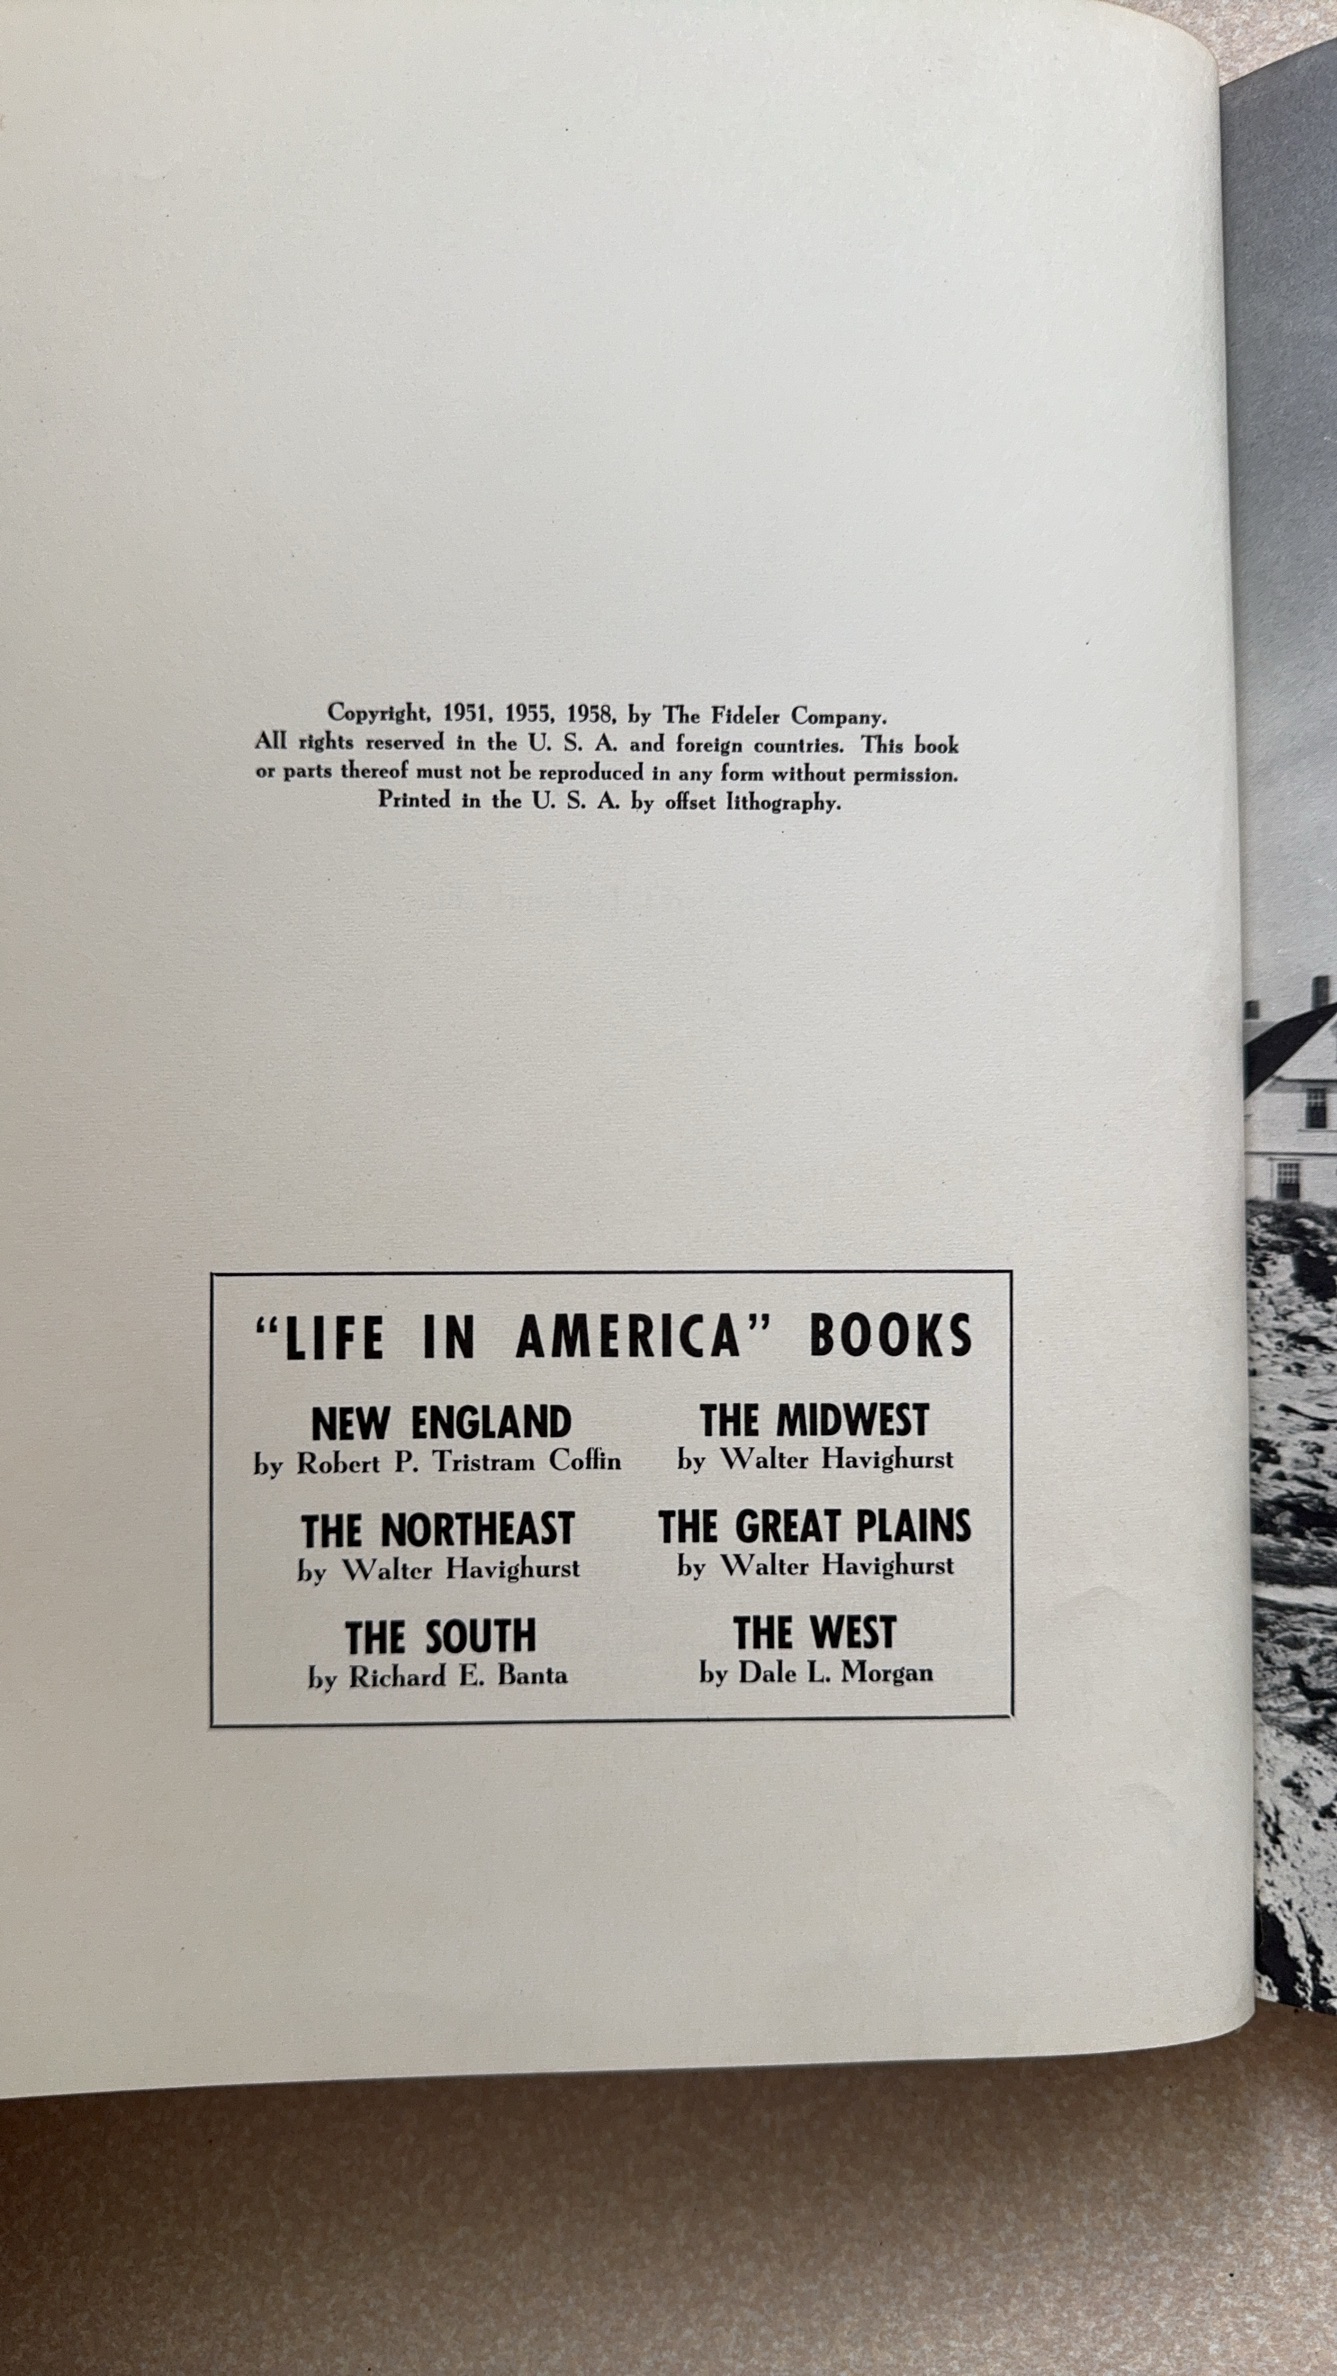 Copyright, 1951, 1955, 1958, by The Fideler Company.
All rights reserved in the U. S. A. and foreign countries. This book
or parts thereof must not be reproduced in any form without permission.
Printed in the U. S. A. by offset lithography.
“LIFE IN AMERICA” BOOKS
NEW ENGLAND
by Robert P. Tristram Coffin
THE MIDWEST
by Walter Havighurst
THE NORTHEAST
by Walter Havighurst
THE GREAT PLAINS
by Walter Havighurst
THE SOUTH
by Richard E. Banta
THE WEST
by Dale L. Morgan